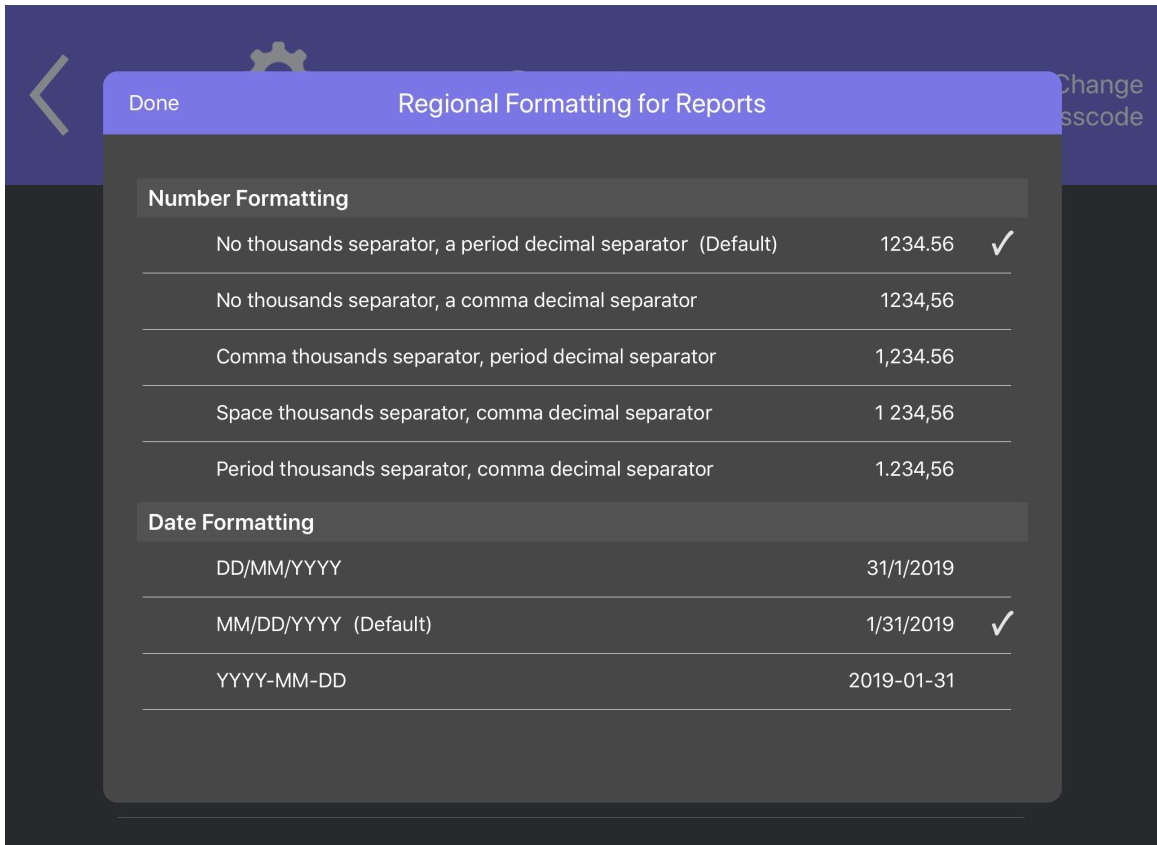 Change
Done
Regional Formatting for Reports
Number Formatting
No thousands separator, a period decimal separator (Default) 1234.56
No thousands separator, a comma decimal separator 1234,56
Comma thousands separator, period decimal separator 1,234.56
Space thousands separator, comma decimal separator 1 234,56
Period thousands separator, comma decimal separator 1.234,56
Date Formatting
DD/MM/YYYY 31/1/2019
MM/DD/YYYY (Default) 1/31/2019
YYYY-MM-DD 2019-01-31